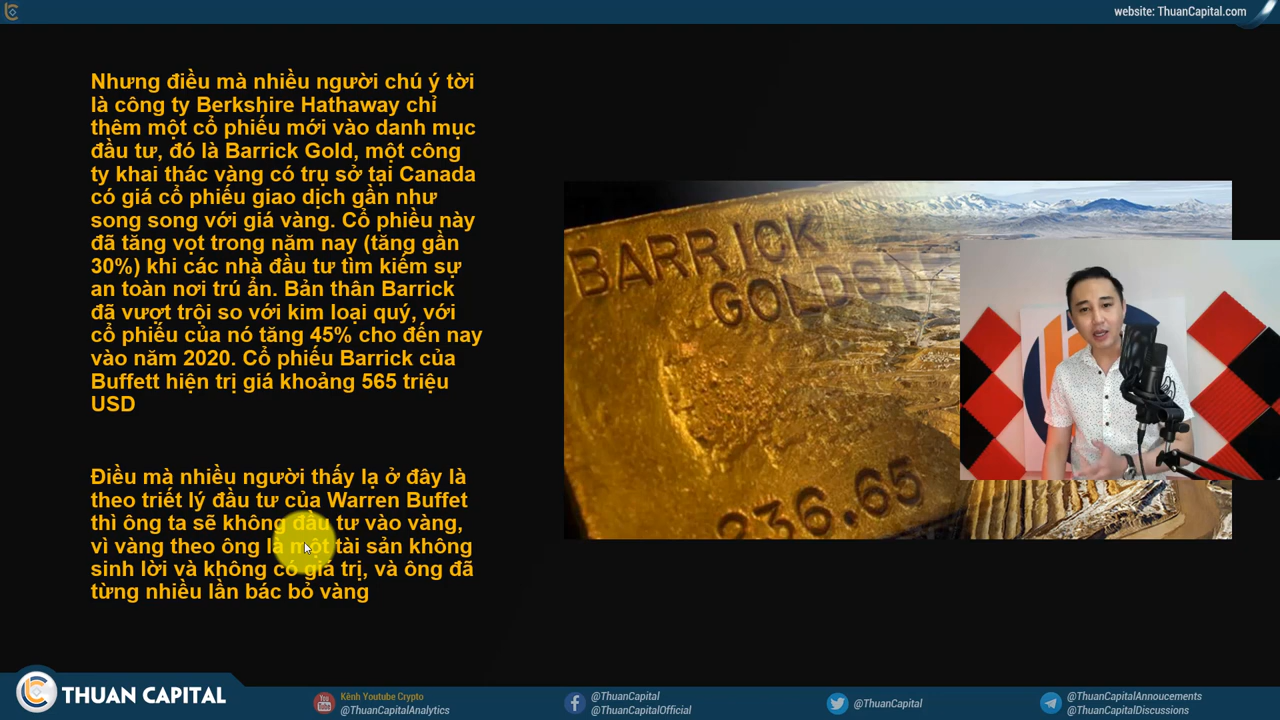 website: ThuanCapital.com
Nhưng điều mà nhiều người chú ý tời
là công ty Berkshire Hathaway chỉ
thêm một cổ phiếu mới vào danh mục
đầu tư, đó là Barrick Gold, một công
ty khai thác vàng có trụ sở tại Canada
có giá cổ phiếu giao dịch gần như
song song với giá vàng. Cổ phiều này
đã tăng vọt trong năm nay (tăng gần
30%) khi các nhà đầu tư tìm kiếm sự
an toàn nơi trú ẩn. Bản thân Barrick
đã vượt trội so với kim loại quý, với
cổ phiếu của nó tăng 45% cho đến nay
vào năm 2020. Cổ phiếu Barrick của
Buffett hiện trị giá khoảng 565 triệu
USD
Điều mà nhiều người thấy lạ ở đây là
theo triết lý đầu tư của Warren Buffet
thì ông ta sẽ không đầu tư vào vàng,
vì vàng theo ông là một tài sản không
sinh lời và không có giá trị, và ông đã
từng nhiều lần bác bỏ vàng
BARRICK
236.65
THUAN CAPITAL
Kênh Youtube Crypto
@ThuanCapitalAnalytics
@ThuanCapital
@ThuanCapitalOfficial
@ThuanCapital
@ThuanCapitalAnnoucements
@ThuanCapitalDiscussions